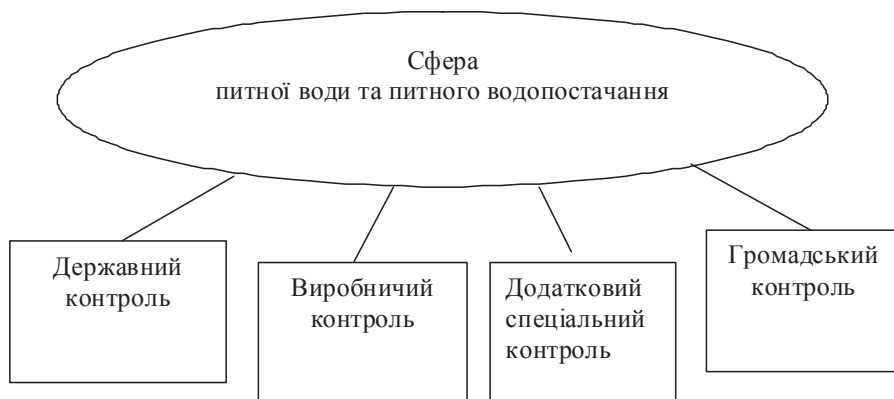 Сфера
питної води та питного водопостачання
Державний
контроль
Виробничий
контроль
Додатковий
спеціальний
контроль
Громадський
контроль